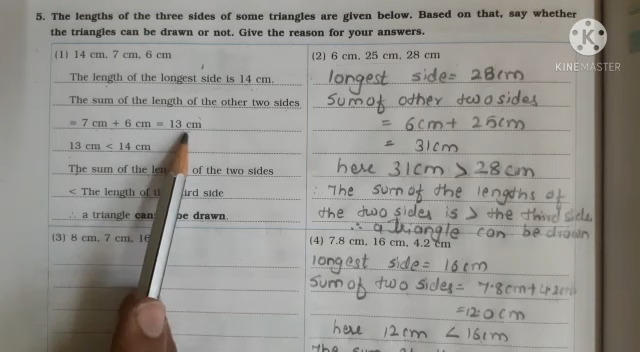 5. The lengths of the three sides of some triangles are given below. Based on that, say whether
the triangles can be drawn or not. Give the reason for your answers.
(1) 14 cm, 7 cm, 6 cm
The length of the longest side is 14 cm.
The sum of the length of the other two sides
= 7 cm + 6 cm = 13 cm
13 cm < 14 cm
The sum of the of the two sides
< The length of side
∴ a triangle be drawn.
(2) 6 cm, 25 cm, 28 cm
longest side = 28cm
Sum of other two sides
= 6cm + 25cm
= 31cm
here 31cm > 28cm
∴ The sum of the lengths of
the two sides is > the third side
∴ a triangle can be drawn
(3) 8 cm, 7 cm, 16
(4) 7.8 cm, 16 cm, 4.2 cm
longest side = 16cm
Sum of two sides = 7.8cm+4.2cm
=12.0cm
here 12cm < 16cm
The sum
KINEMASTER